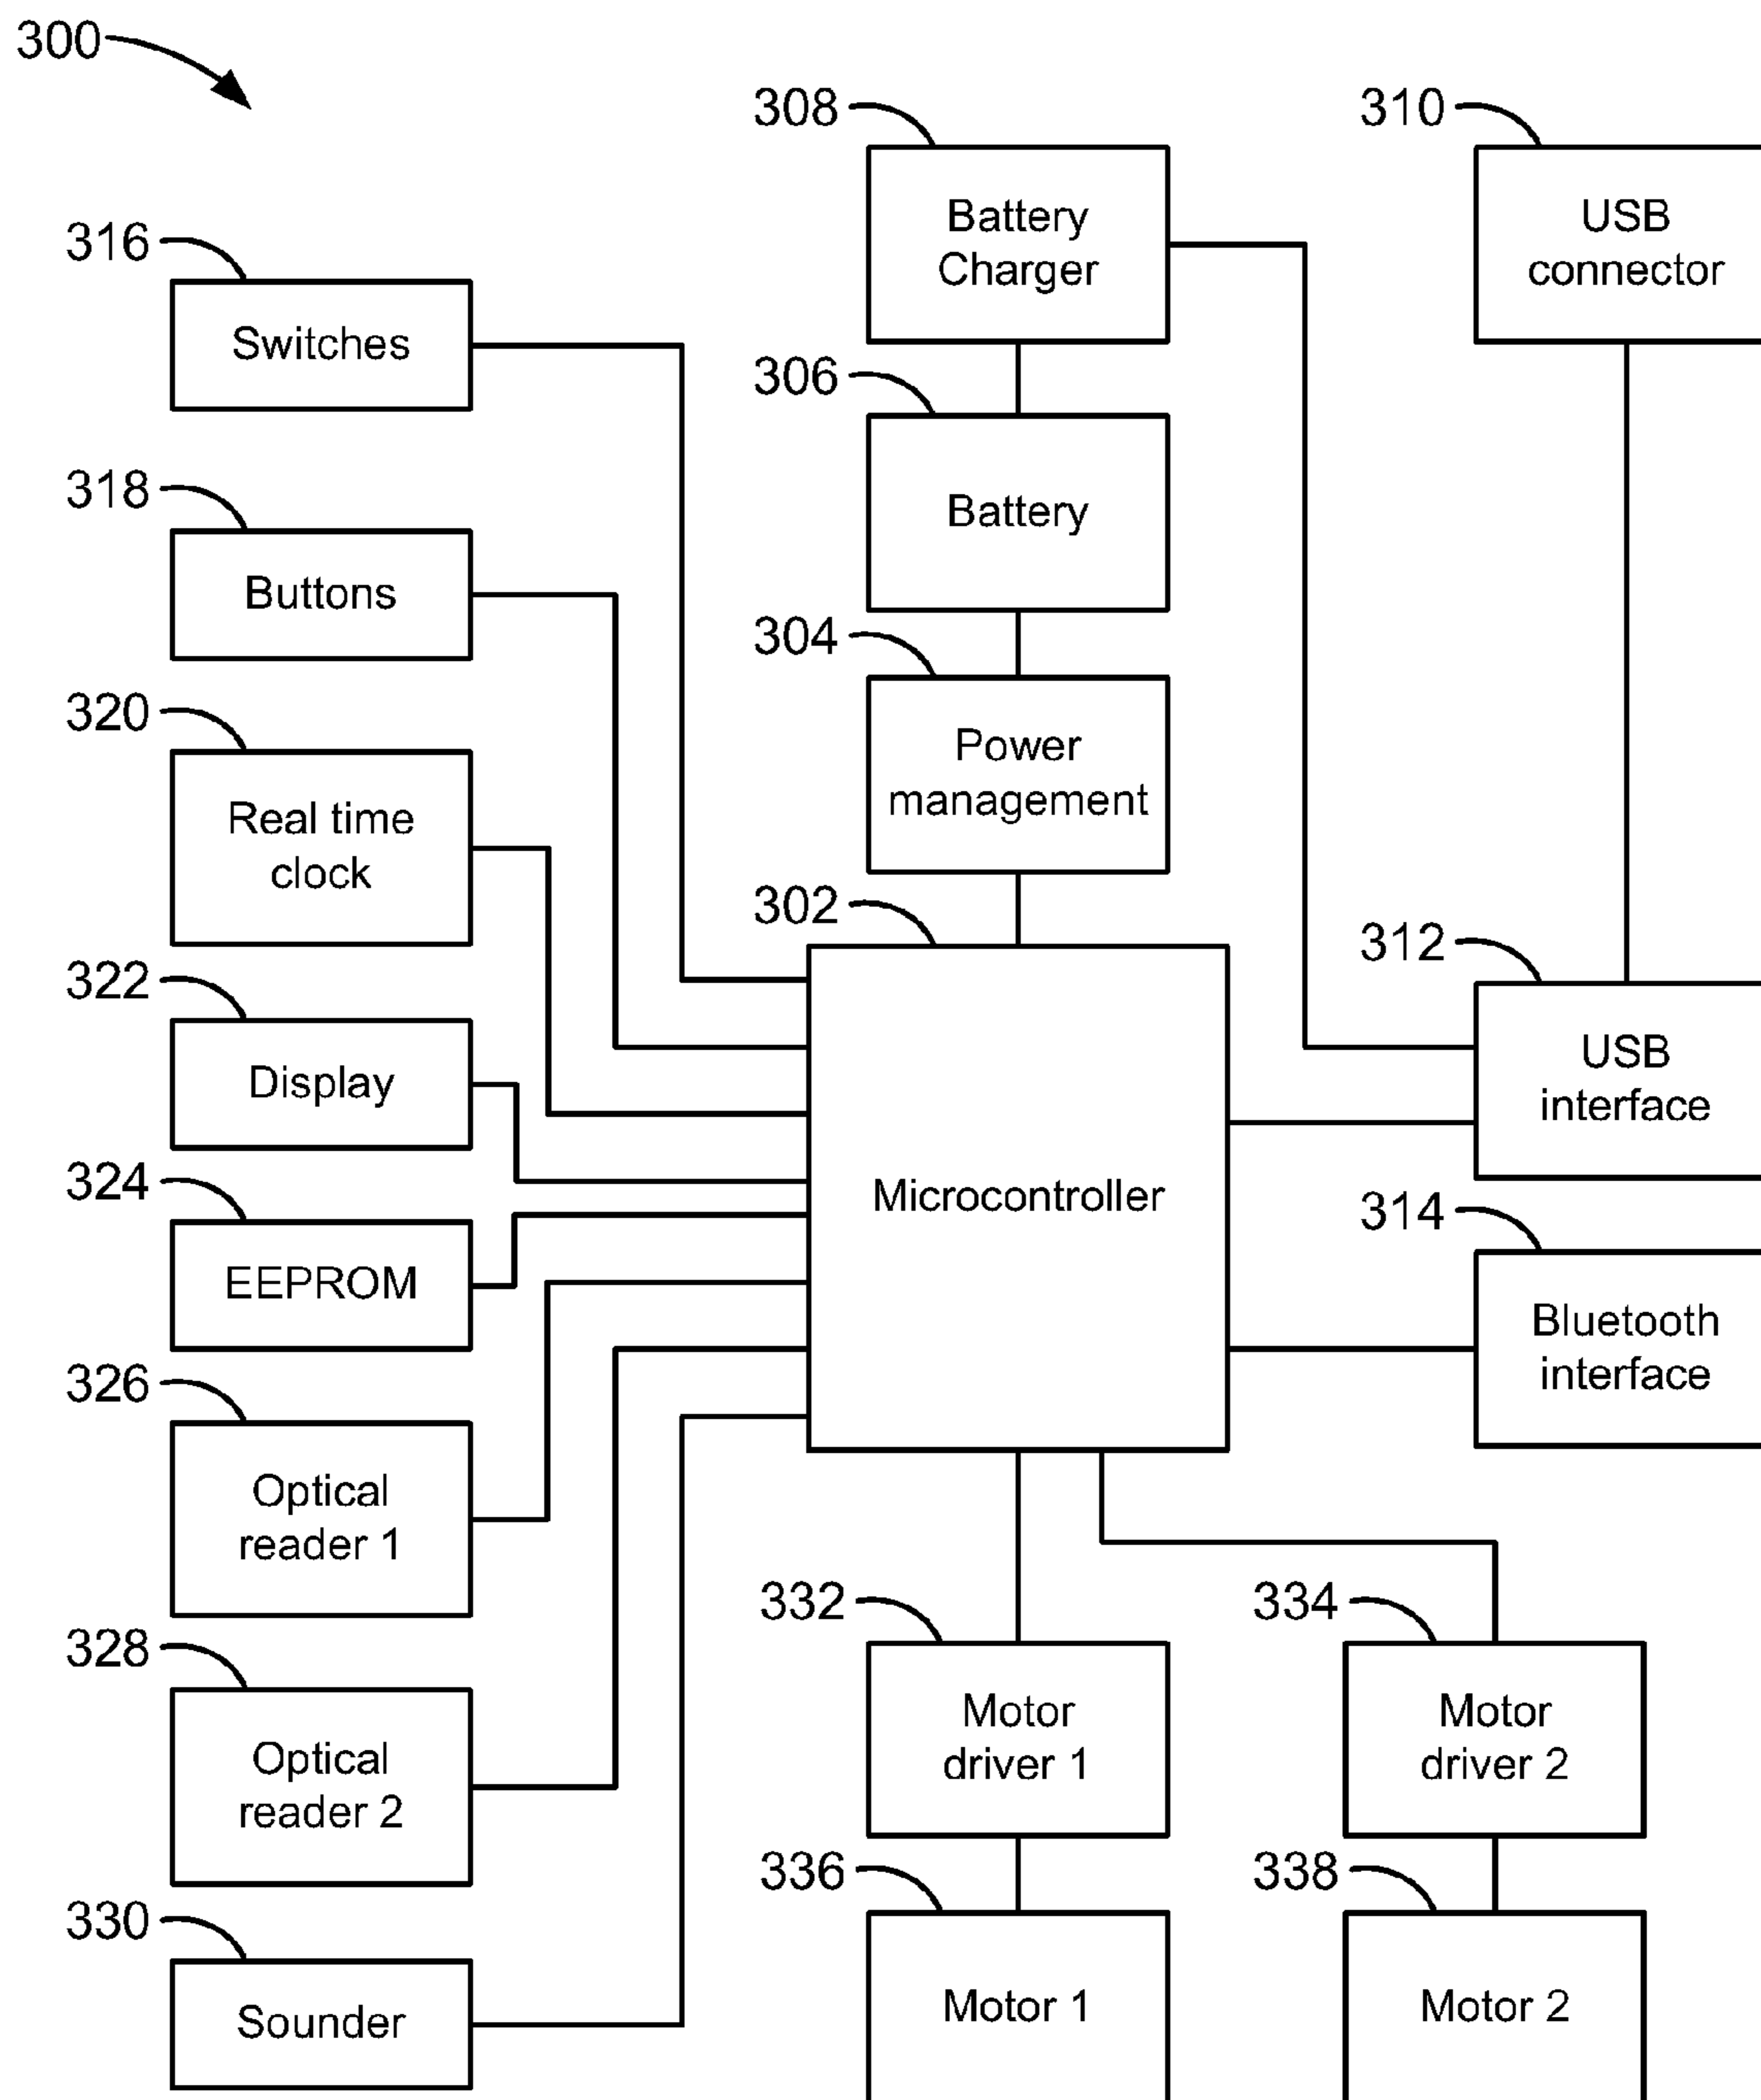 300
308
Battery
Charger
310
USB
connector
316
Switches
306
Battery
318
Buttons
304
Power
management
320
Real time
clock
302
Microcontroller
312
USB
interface
322
Display
324
EEPROM
314
Bluetooth
interface
326
Optical
reader 1
328
Optical
reader 2
332
Motor
driver 1
334
Motor
driver 2
330
Sounder
336
Motor 1
338
Motor 2